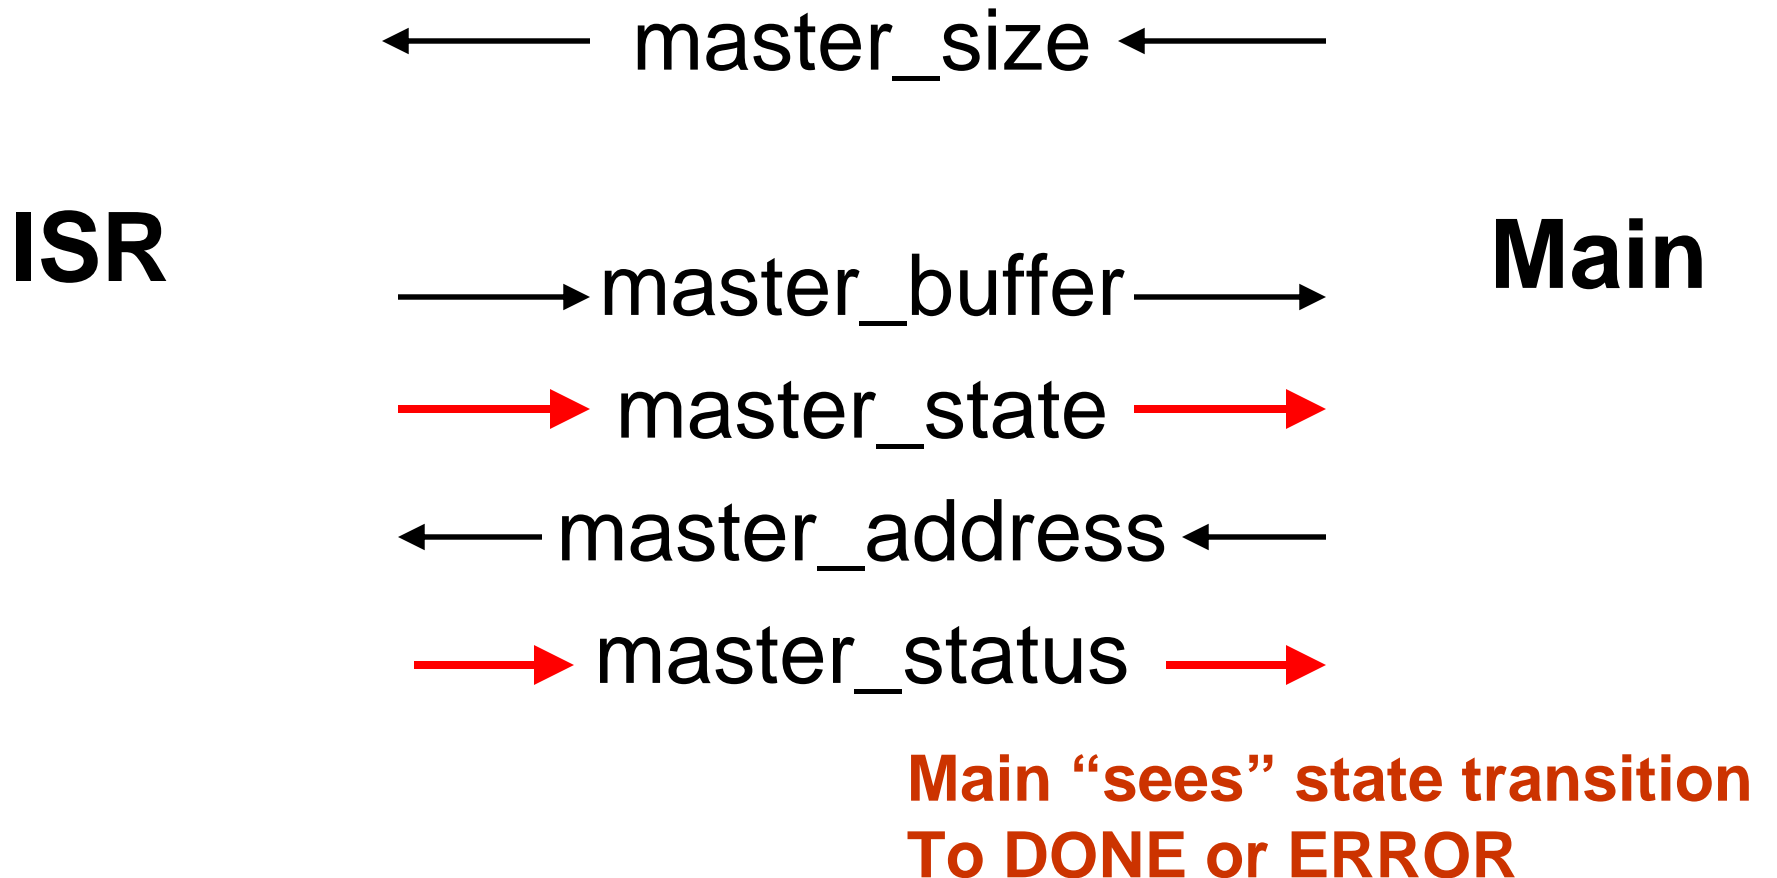 master_size
ISR
Main
master_buffer
master_state
master_address
master_status
Main “sees” state transition
To DONE or ERROR